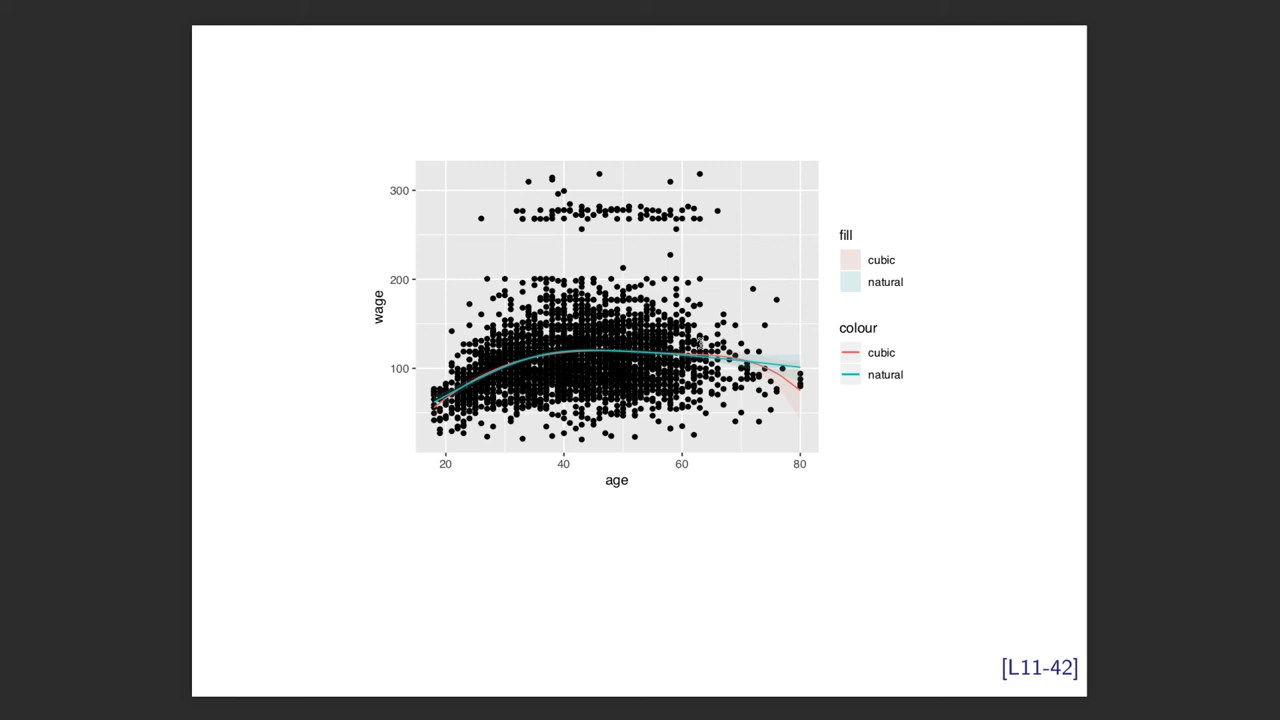 300
200
100
wage
20 40 60 80
age
fill
cubic
natural
colour
cubic
natural
[L11-42]